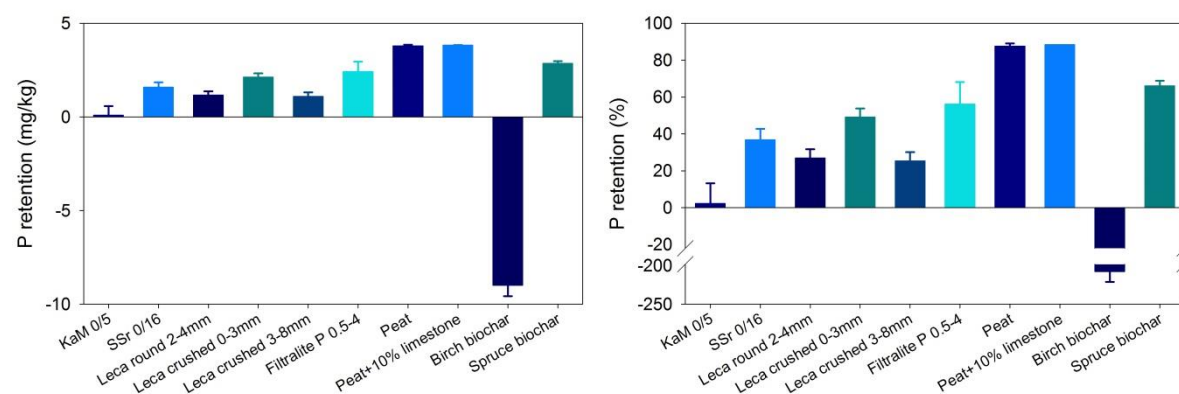 P retention (mg/kg)
5
0
-5
-10
KaM 0/5
SSr 0/16
Leca round 2-4mm
Leca crushed 0-3mm
Leca crushed 3-8mm
Filtralite P 0.5-4
Peat
Peat+10% limestone
Birch biochar
Spruce biochar
P retention (%)
100
80
60
40
20
0
-20
-200
-250
KaM 0/5
SSr 0/16
Leca round 2-4mm
Leca crushed 0-3mm
Leca crushed 3-8mm
Filtralite P 0.5-4
Peat
Peat+10% limestone
Birch biochar
Spruce biochar